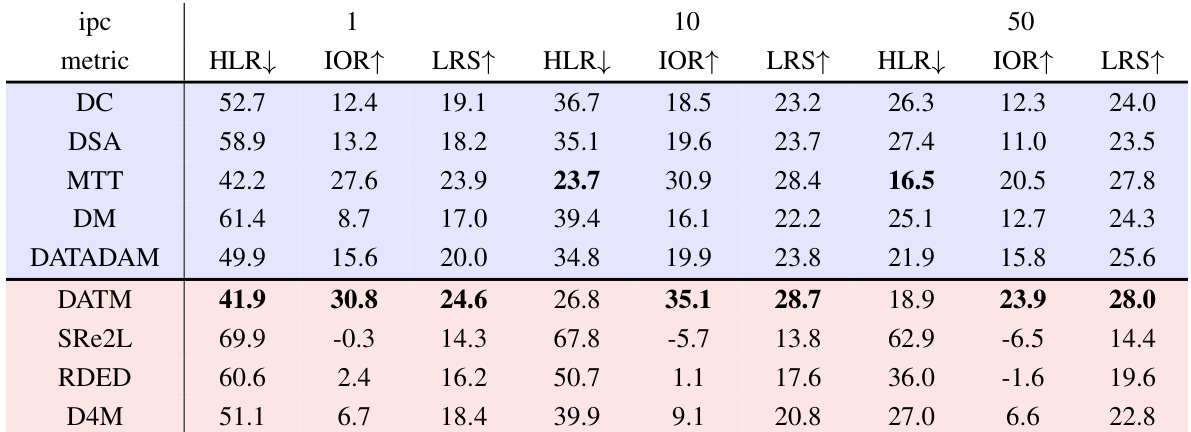 ipc 1 10 50
metric HLR↓ IOR↑ LRS↑ HLR↓ IOR↑ LRS↑ HLR↓ IOR↑ LRS↑
DC 52.7 12.4 19.1 36.7 18.5 23.2 26.3 12.3 24.0
DSA 58.9 13.2 18.2 35.1 19.6 23.7 27.4 11.0 23.5
MTT 42.2 27.6 23.9 23.7 30.9 28.4 16.5 20.5 27.8
DM 61.4 8.7 17.0 39.4 16.1 22.2 25.1 12.7 24.3
DATADAM 49.9 15.6 20.0 34.8 19.9 23.8 21.9 15.8 25.6
DATM 41.9 30.8 24.6 26.8 35.1 28.7 18.9 23.9 28.0
SRe2L 69.9 -0.3 14.3 67.8 -5.7 13.8 62.9 -6.5 14.4
RDED 60.6 2.4 16.2 50.7 1.1 17.6 36.0 -1.6 19.6
D4M 51.1 6.7 18.4 39.9 9.1 20.8 27.0 6.6 22.8